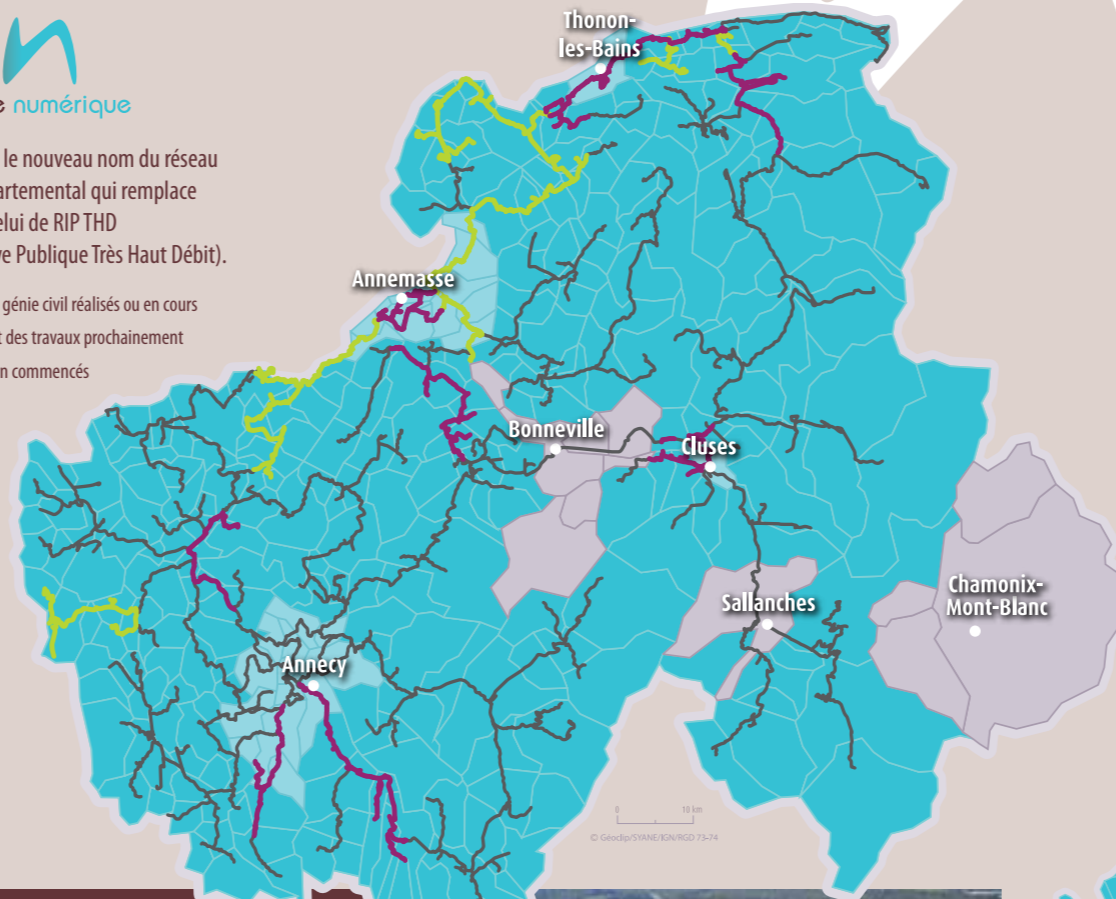 e numérique
le nouveau nom du réseau
artemental qui remplace
elui de RIP THD
ve Publique Très Haut Débit).
génie civil réalisés ou en cours
t des travaux prochainement
n commencés
Thonon-
les-Bains
Annemasse
Bonneville
Cluses
Sallanches
Chamonix-
Mont-Blanc
Annecy
0 10 km
© Géoclip/SYANE/IGN/RGD 73-74